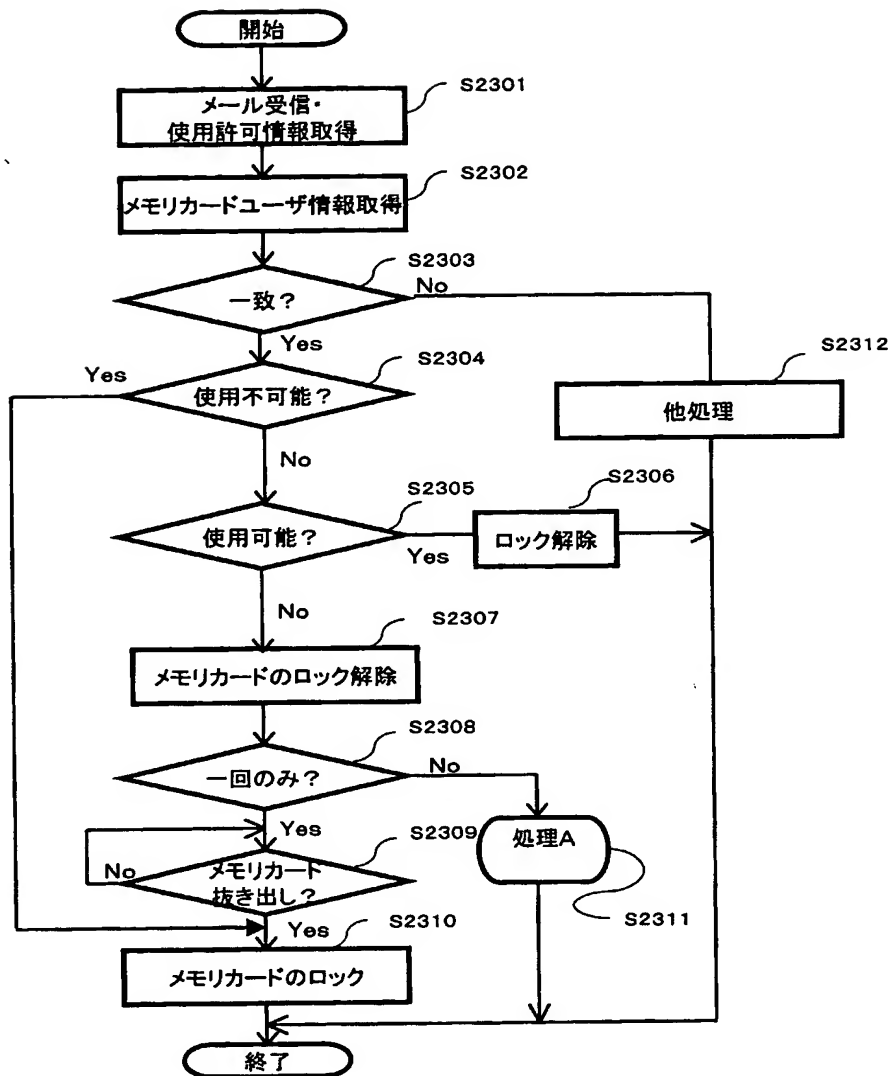 開始
S2301
メール受信・
使用許可情報取得
S2302
メモリカードユーザ情報取得
S2303
一致？
No
Yes
S2304
使用不可能？
Yes
No
S2312
他処理
S2305
使用可能？
Yes
S2306
ロック解除
No
S2307
メモリカードのロック解除
S2308
一回のみ？
No
Yes
S2309
メモリカード
抜き出し？
No
処理A
S2311
Yes
S2310
メモリカードのロック
終了